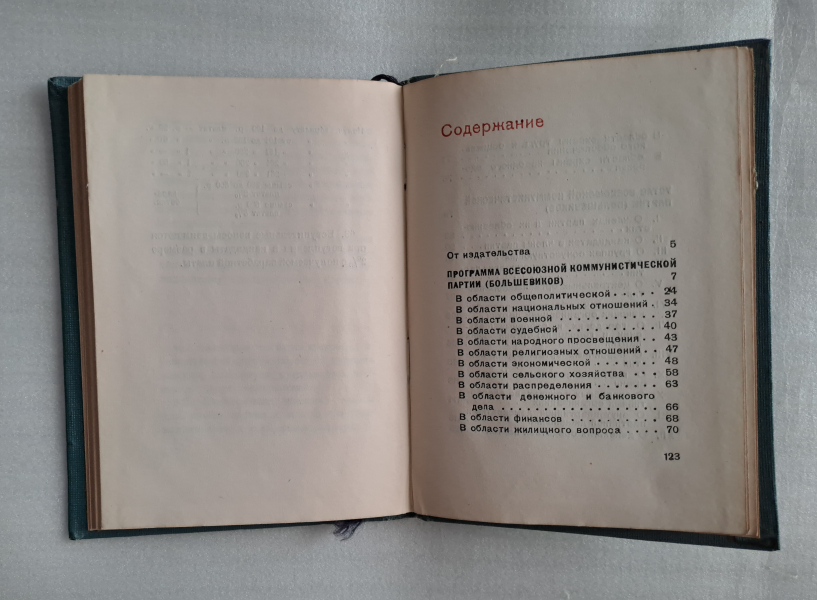 Содержание
От издательства 5
ПРОГРАММА ВСЕСОЮЗНОЙ КОММУНИСТИЧЕСКОЙ
ПАРТИИ (БОЛЬШЕВИКОВ) 7
В области общеполитической . . . . . 24
В области национальных отношений . 34
В области военной . . . . . . . . . . . 37
В области судебной . . . . . . . . . . 40
В области народного просвещения . . 43
В области религиозных отношений . . 47
В области экономической . . . . . . . 48
В области сельского хозяйства . . . 58
В области распределения . . . . . . . 63
В области денежного и банкового
дела . . . . . . . . . . . . . . . . . . 66
В области финансов . . . . . . . . . . 68
В области жилищного вопроса . . . . 70
123